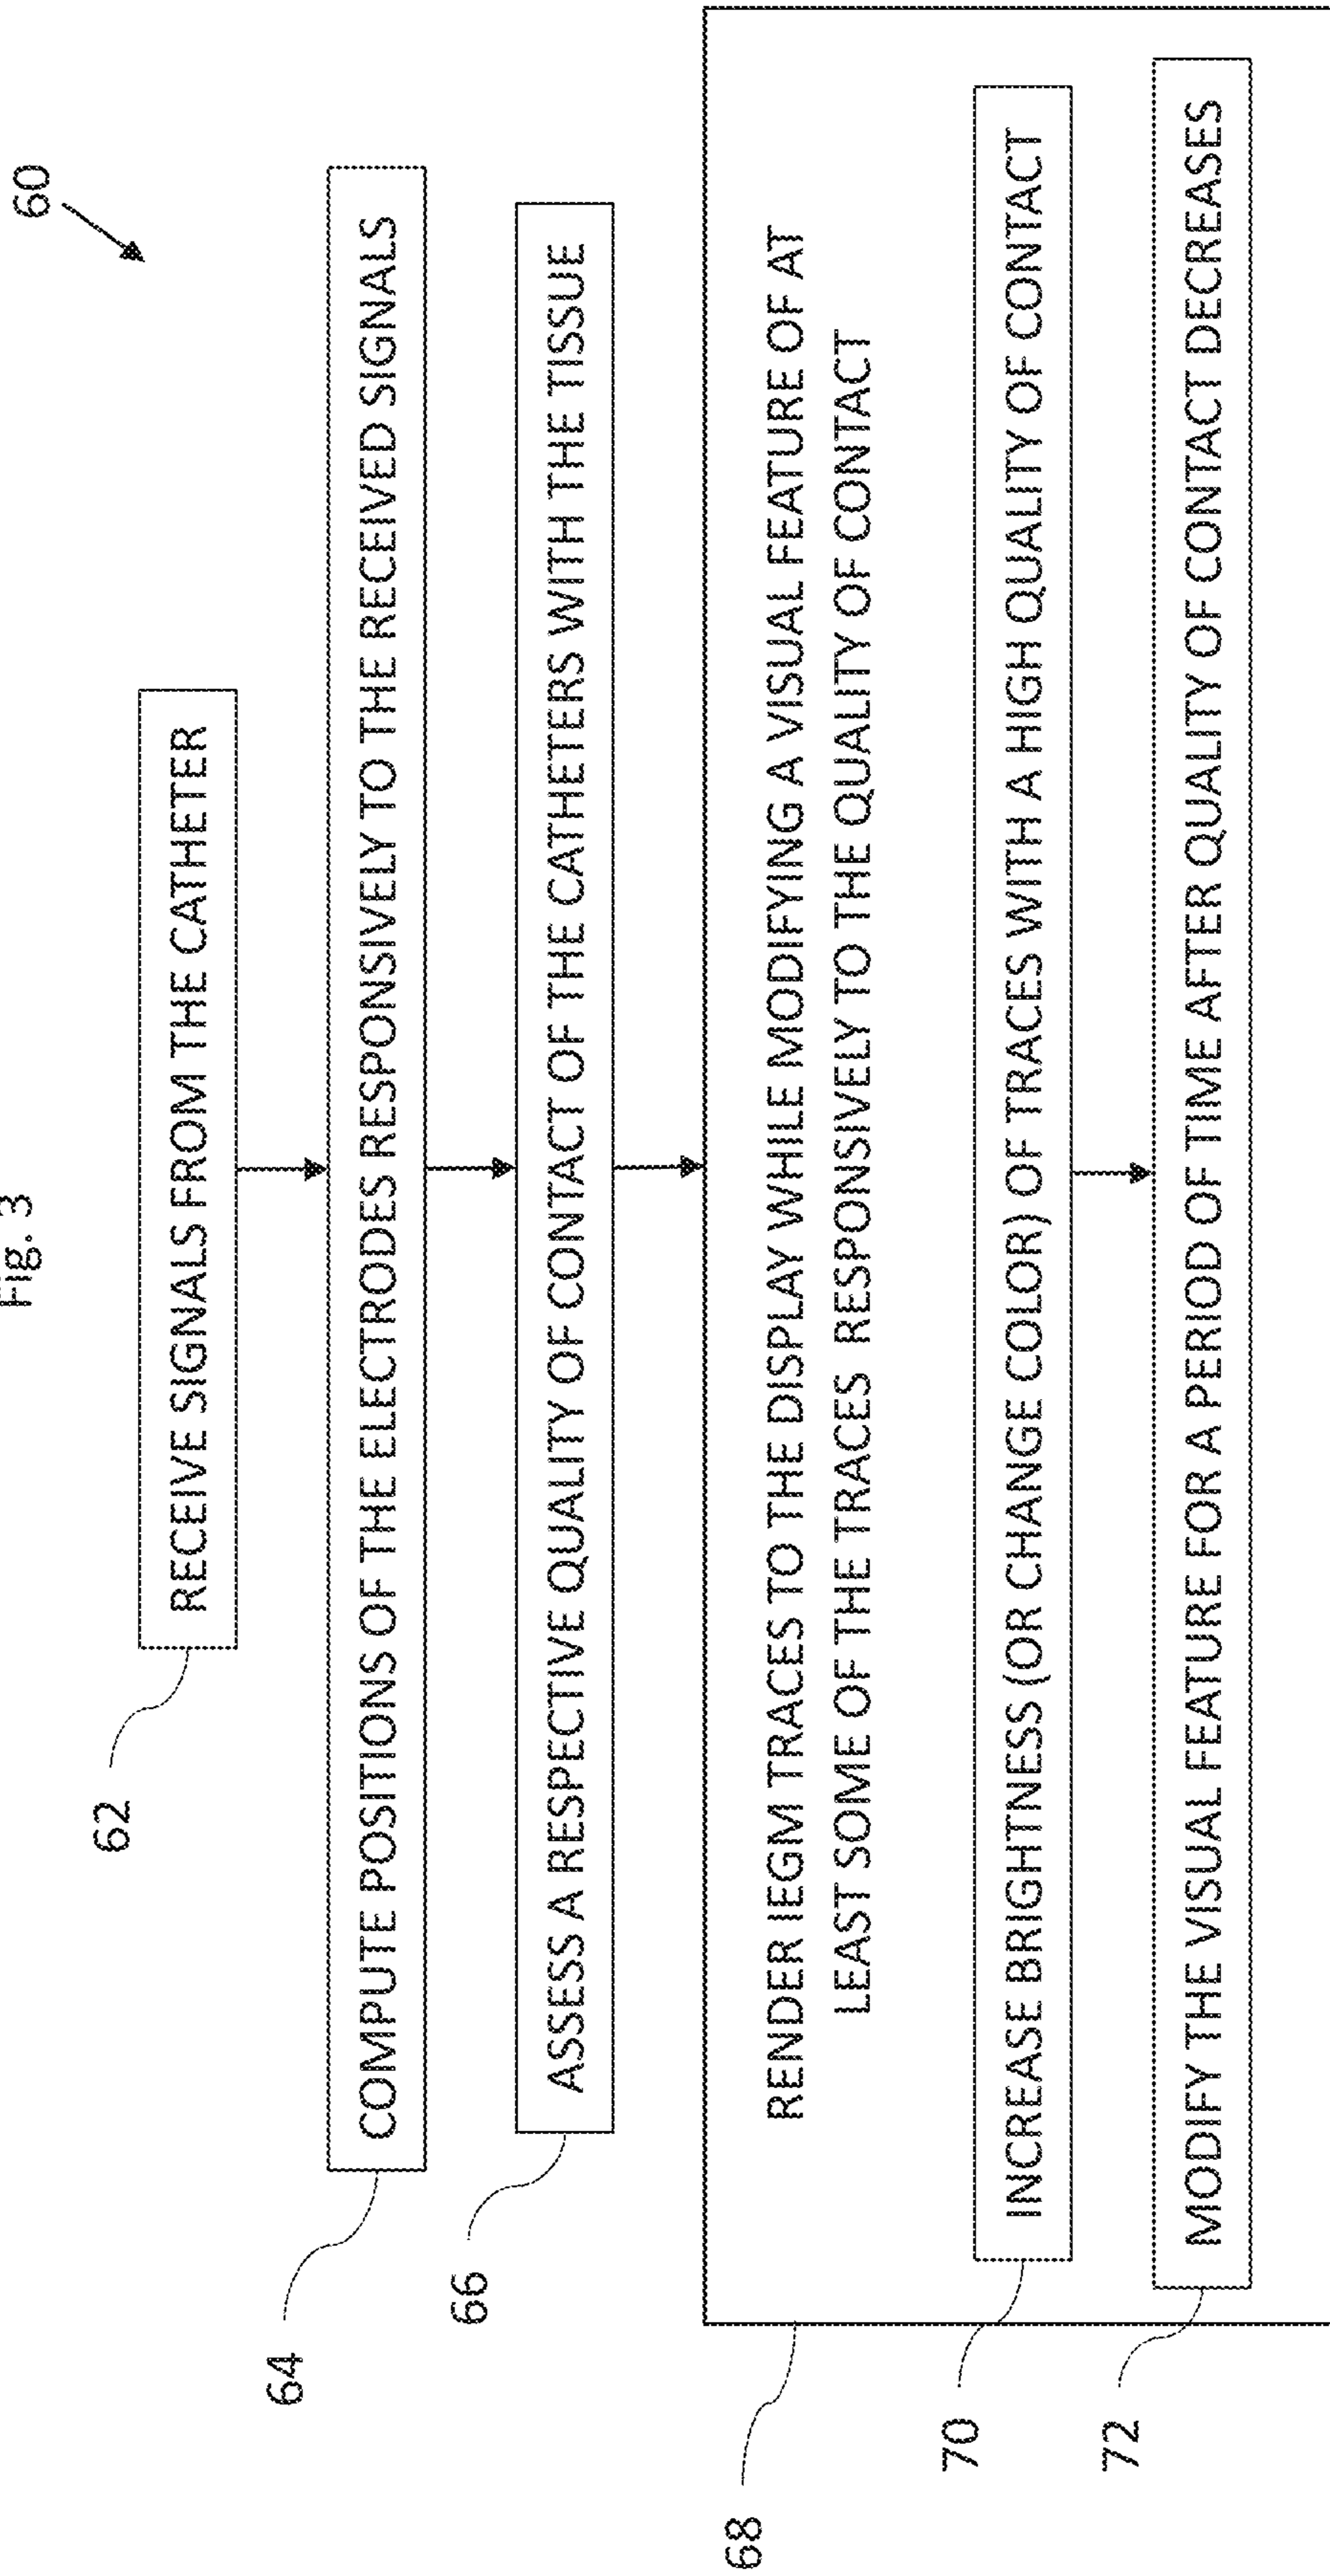 Fig. 3
60
62
RECEIVE SIGNALS FROM THE CATHETER
64
COMPUTE POSITIONS OF THE ELECTRODES RESPONSIVELY TO THE RECEIVED SIGNALS
66
ASSESS A RESPECTIVE QUALITY OF CONTACT OF THE CATHETERS WITH THE TISSUE
68
RENDER IEGM TRACES TO THE DISPLAY WHILE MODIFYING A VISUAL FEATURE OF AT
LEAST SOME OF THE TRACES RESPONSIVELY TO THE QUALITY OF CONTACT
70
INCREASE BRIGHTNESS (OR CHANGE COLOR) OF TRACES WITH A HIGH QUALITY OF CONTACT
72
MODIFY THE VISUAL FEATURE FOR A PERIOD OF TIME AFTER QUALITY OF CONTACT DECREASES